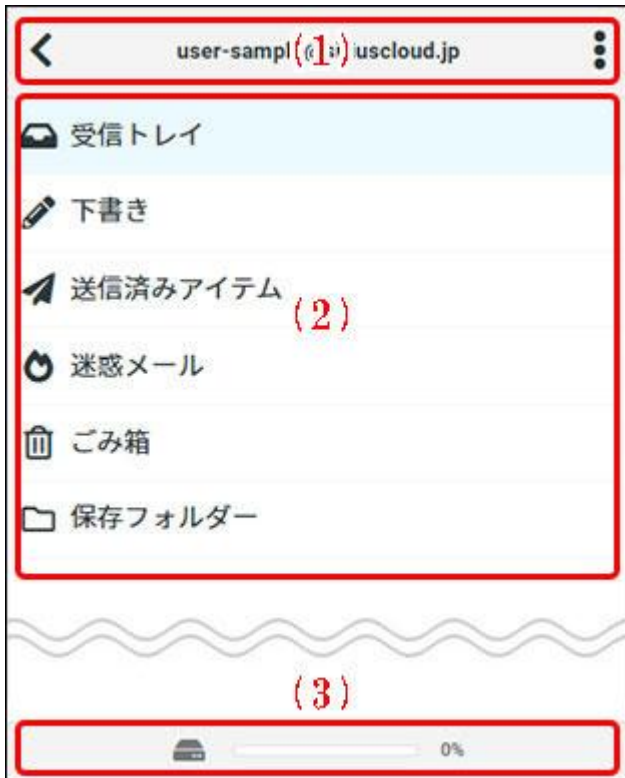 (1)
受信トレイ
下書き
送信済みアイテム
(2)
迷惑メール
ごみ箱
保存フォルダー
(3)
0%